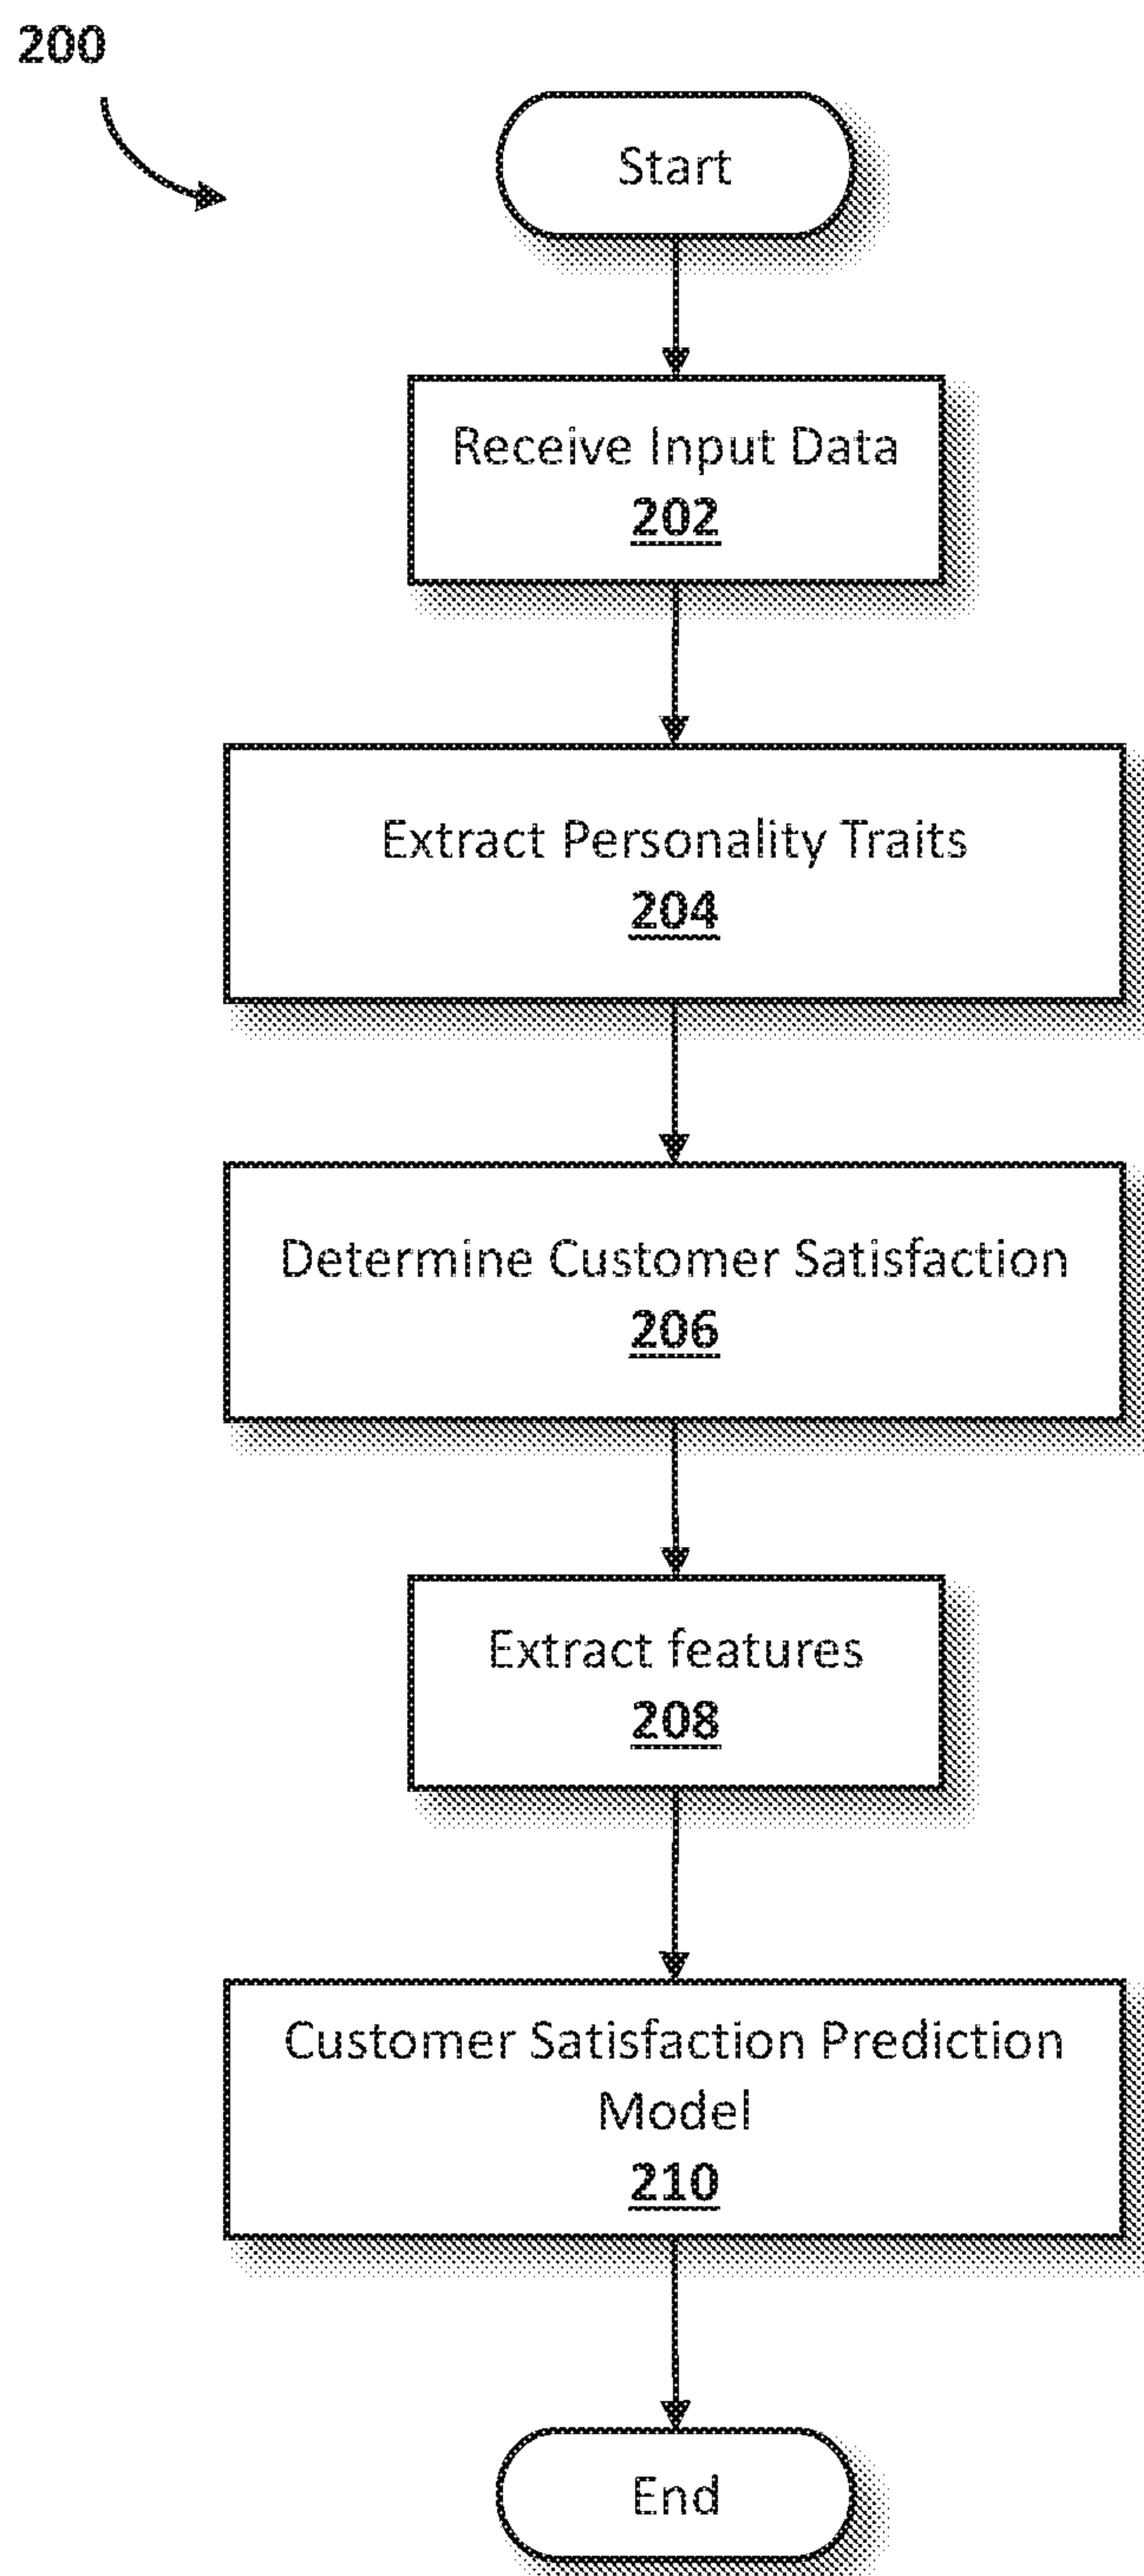 200
Start
Receive Input Data
202
Extract Personality Traits
204
Determine Customer Satisfaction
206
Extract features
208
Customer Satisfaction Prediction
Model
210
End